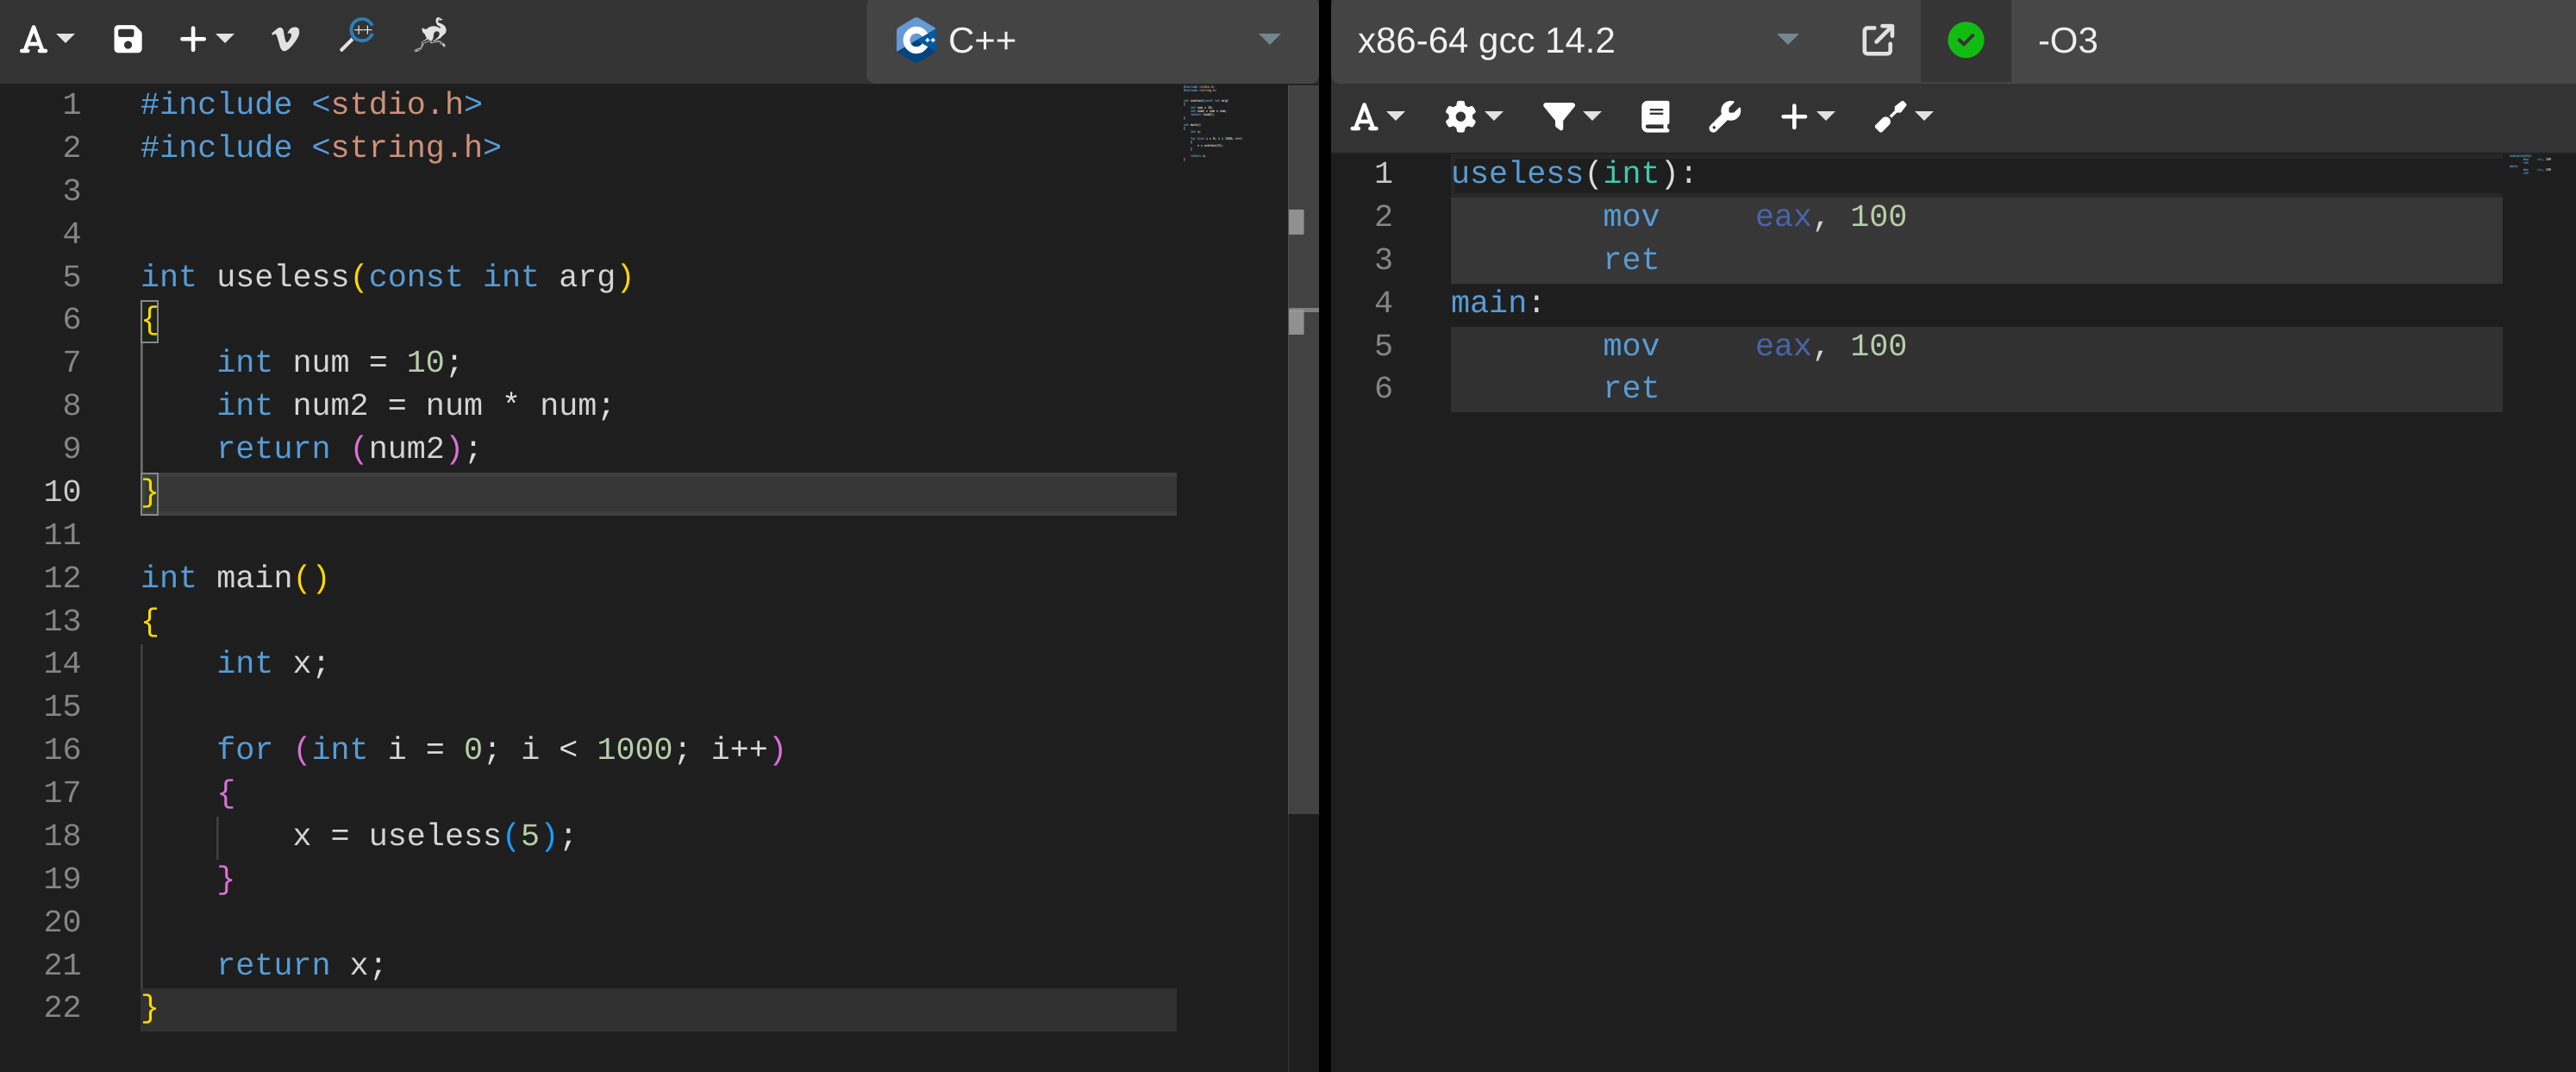 C++
1 #include <stdio.h>
2 #include <string.h>
3
4
5 int useless(const int arg)
6 {
7     int num = 10;
8     int num2 = num * num;
9     return (num2);
10 }
11
12 int main()
13 {
14     int x;
15
16     for (int i = 0; i < 1000; i++)
17     {
18         x = useless(5);
19     }
20
21     return x;
22 }
x86-64 gcc 14.2 -O3
1 useless(int):
2         mov     eax, 100
3         ret
4 main:
5         mov     eax, 100
6         ret